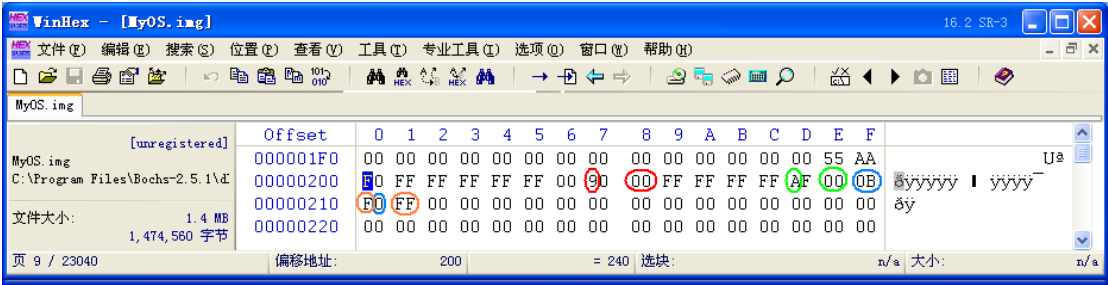 WinHex - [MyOS.img]
16.2 SR-3
文件(F) 编辑(E) 搜索(S) 位置(P) 查看(V) 工具(T) 专业工具(I) 选项(O) 窗口(W) 帮助(H)
MyOS.img
[unregistered]
MyOS.img
C:\Program Files\Bochs-2.5.1\d
文件大小: 1.4 MB
1,474,560 字节
Offset 0 1 2 3 4 5 6 7 8 9 A B C D E F
000001F0 00 00 00 00 00 00 00 00 00 00 00 00 00 00 55 AA Uª
00000200 F0 FF FF FF FF FF 00 90 00 FF FF FF FF AF 00 0B ðÿÿÿÿÿ ÿÿÿÿ¯
00000210 F0 FF 00 00 00 00 00 00 00 00 00 00 00 00 00 00 ðÿ
00000220 00 00 00 00 00 00 00 00 00 00 00 00 00 00 00 00
页 9 / 23040 偏移地址: 200 = 240 选块: n/a 大小: n/a